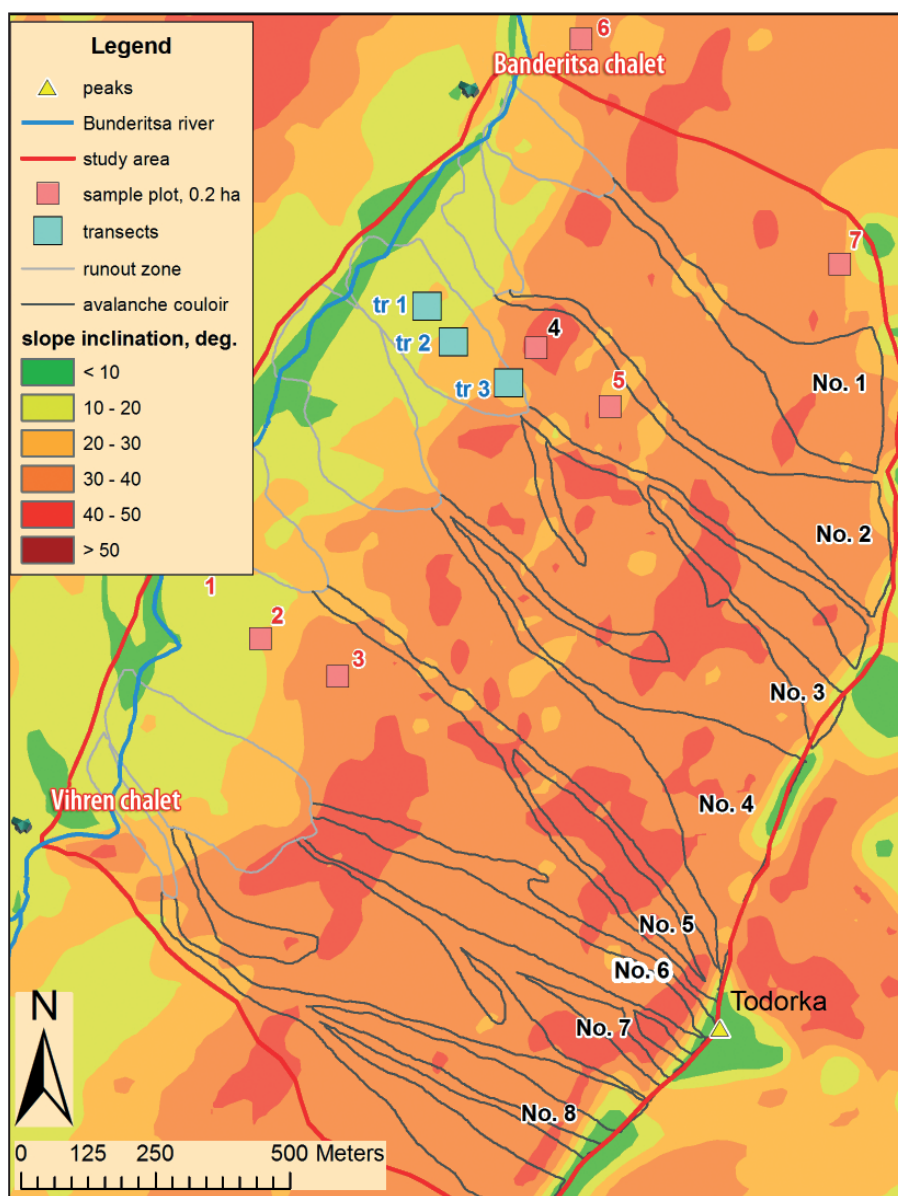 Legend
peaks
Bunderitsa river
study area
sample plot, 0.2 ha
transects
runout zone
avalanche couloir
slope inclination, deg.
< 10
10 - 20
20 - 30
30 - 40
40 - 50
> 50
6
Banderitsa chalet
7
tr 1
tr 2
4
tr 3
5
No. 1
No. 2
1
2
3
No. 3
No. 4
Vihren chalet
No. 5
No. 6
Todorka
No. 7
No. 8
N
0 125 250 500 Meters